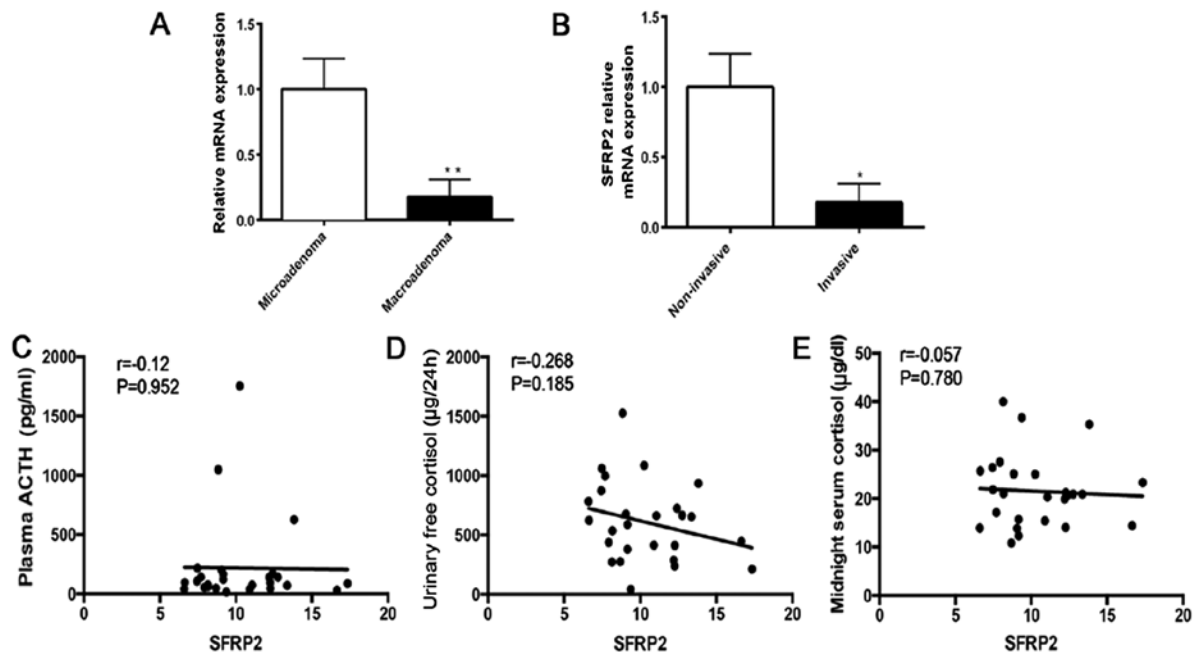 A
1.5
1.0
0.5
0.0
Relative mRNA expression
* *
Microadenoma
Macroadenoma
B
1.5
1.0
0.5
0.0
SFRP2 relative
mRNA expression
*
Non-invasive
Invasive
C
r=-0.12
P=0.952
2000
1500
1000
500
0
Plasma ACTH (pg/ml)
0 5 10 15 20
SFRP2
D
r=-0.268
P=0.185
2000
1500
1000
500
0
Urinary free cortisol (μg/24h)
0 5 10 15 20
SFRP2
E
r=-0.057
P=0.780
50
40
30
20
10
0
Midnight serum cortisol (μg/dl)
0 5 10 15 20
SFRP2